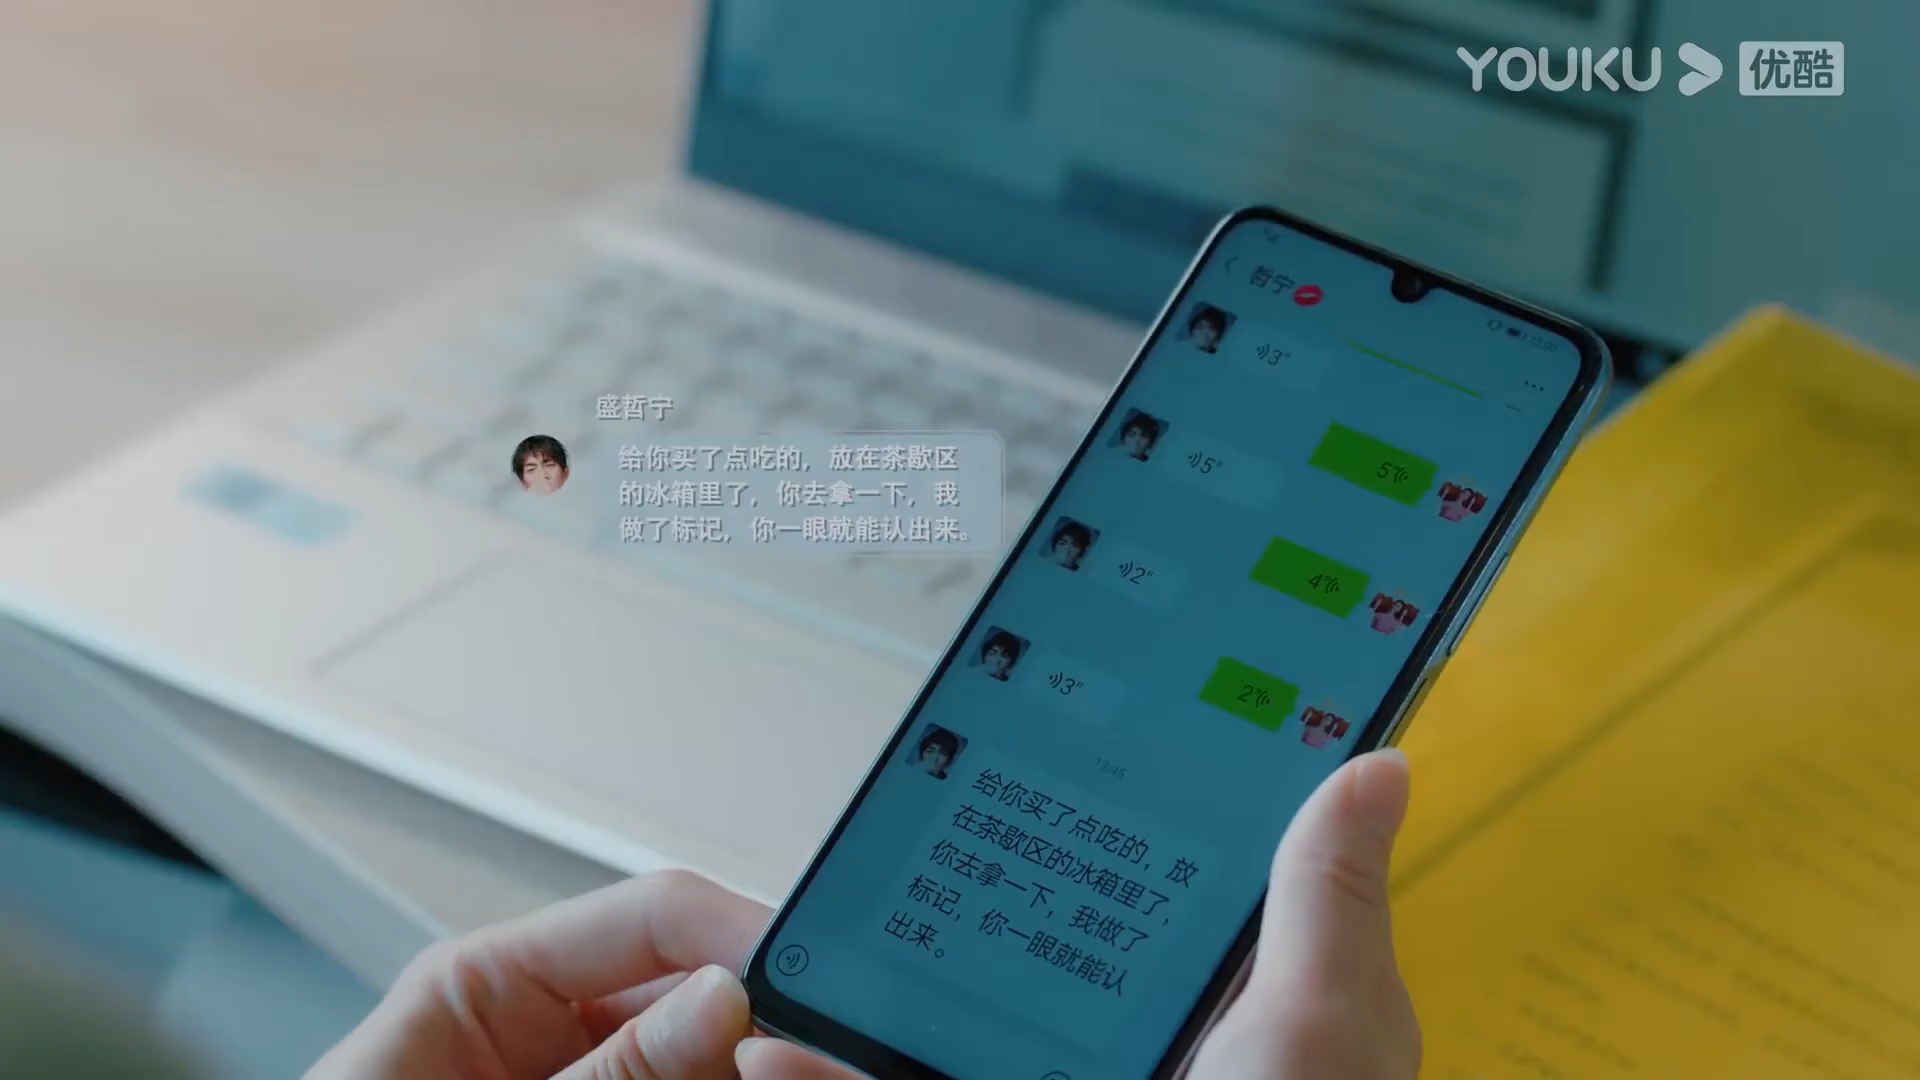 YOUKU 优酷
哲宁
3"
5"
5"
2"
4"
3"
2"
13:45
给你买了点吃的，放
在茶歇区的冰箱里了，
你去拿一下，我做了
标记，你一眼就能认
出来。
盛哲宁
给你买了点吃的，放在茶歇区
的冰箱里了，你去拿一下，我
做了标记，你一眼就能认出来。